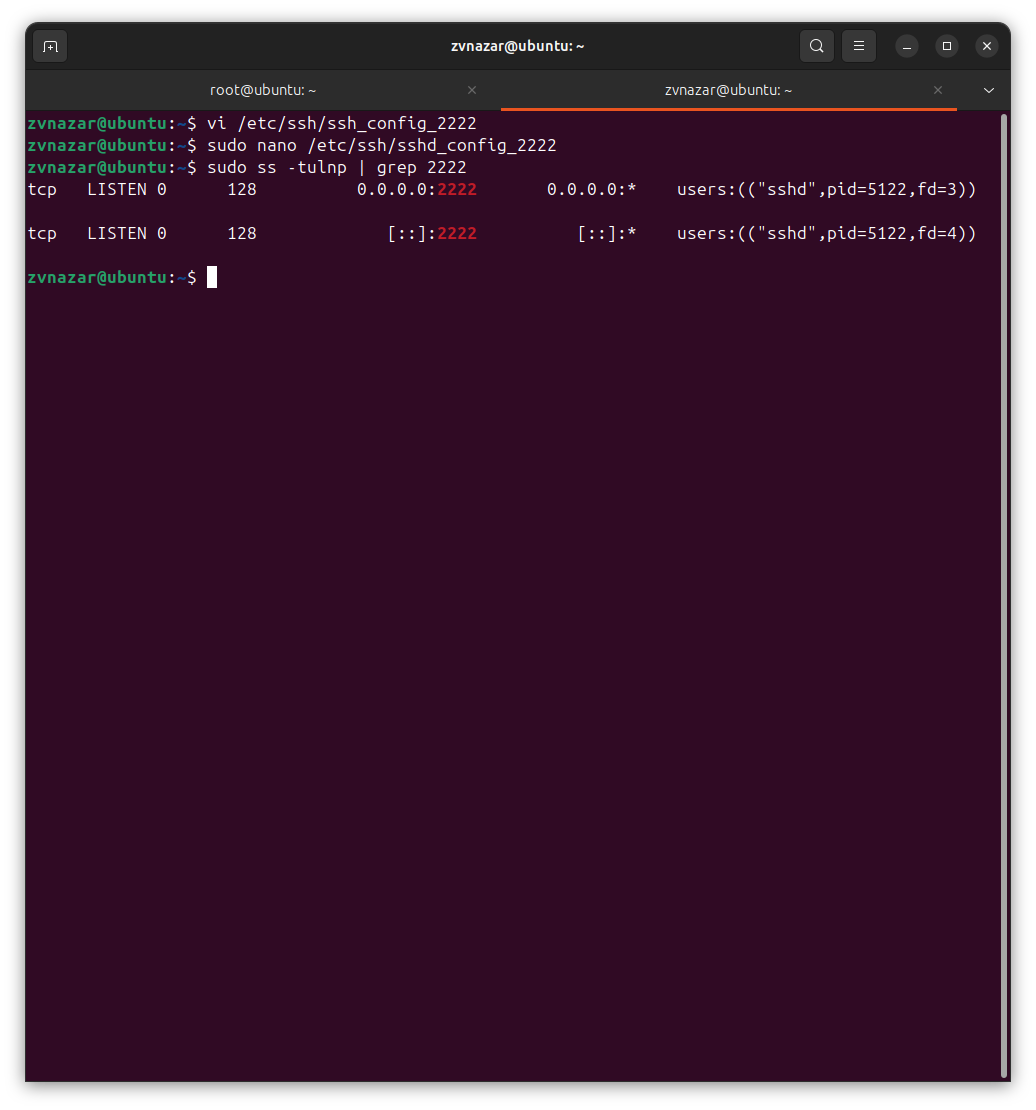 zvnazar@ubuntu: ~
root@ubuntu: ~
zvnazar@ubuntu: ~
zvnazar@ubuntu:~$ vi /etc/ssh/ssh_config_2222
zvnazar@ubuntu:~$ sudo nano /etc/ssh/sshd_config_2222
zvnazar@ubuntu:~$ sudo ss -tulnp | grep 2222
tcp   LISTEN 0      128          0.0.0.0:2222       0.0.0.0:*    users:(("sshd",pid=5122,fd=3))
tcp   LISTEN 0      128             [::]:2222          [::]:*    users:(("sshd",pid=5122,fd=4))
zvnazar@ubuntu:~$